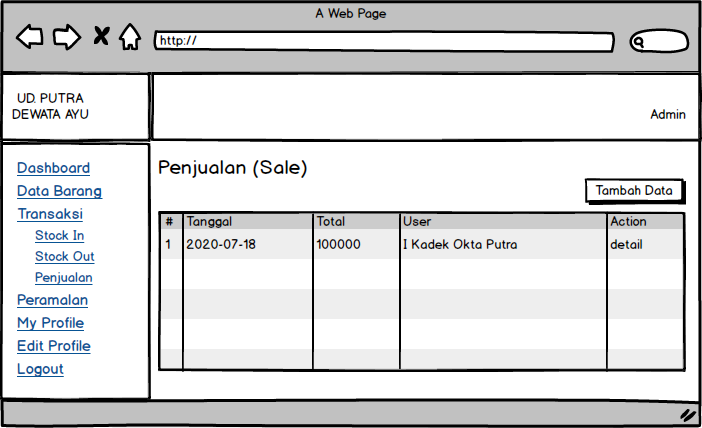 A Web Page
http://
UD. PUTRA
DEWATA AYU
Admin
Dashboard
Data Barang
Transaksi
Stock In
Stock Out
Penjualan
Peramalan
My Profile
Edit Profile
Logout
Penjualan (Sale)
Tambah Data
# Tanggal Total User Action
1 2020-07-18 100000 I Kadek Okta Putra detail